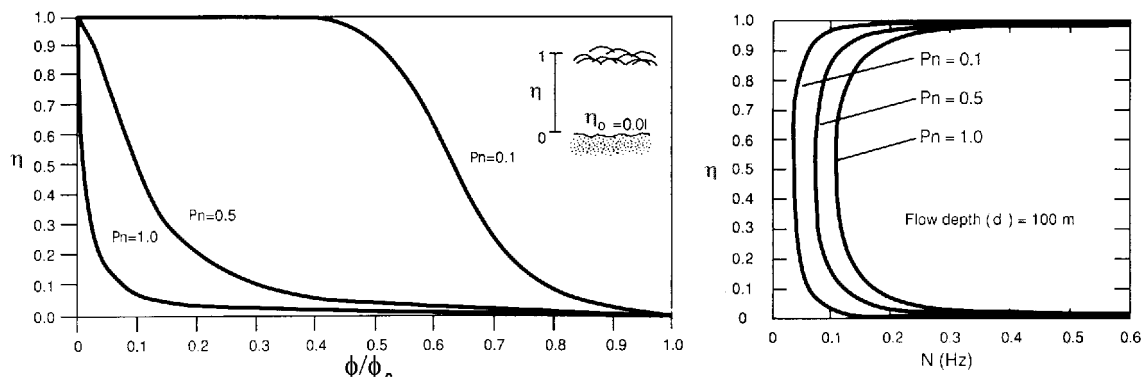 1.0
0.9
0.8
0.7
0.6
0.5
0.4
0.3
0.2
0.1
0.0
η
Pn=1.0
Pn=0.5
Pn=0.1
1
η
0
η₀ =0.01
0 0.1 0.2 0.3 0.4 0.5 0.6 0.7 0.8 0.9 1.0
ϕ/ϕ
1
0.9
0.8
0.7
0.6
0.5
0.4
0.3
0.2
0.1
0
η
Pn = 0.1
Pn = 0.5
Pn = 1.0
Flow depth (d) = 100 m
0 0.1 0.2 0.3 0.4 0.5 0.6
N (Hz)